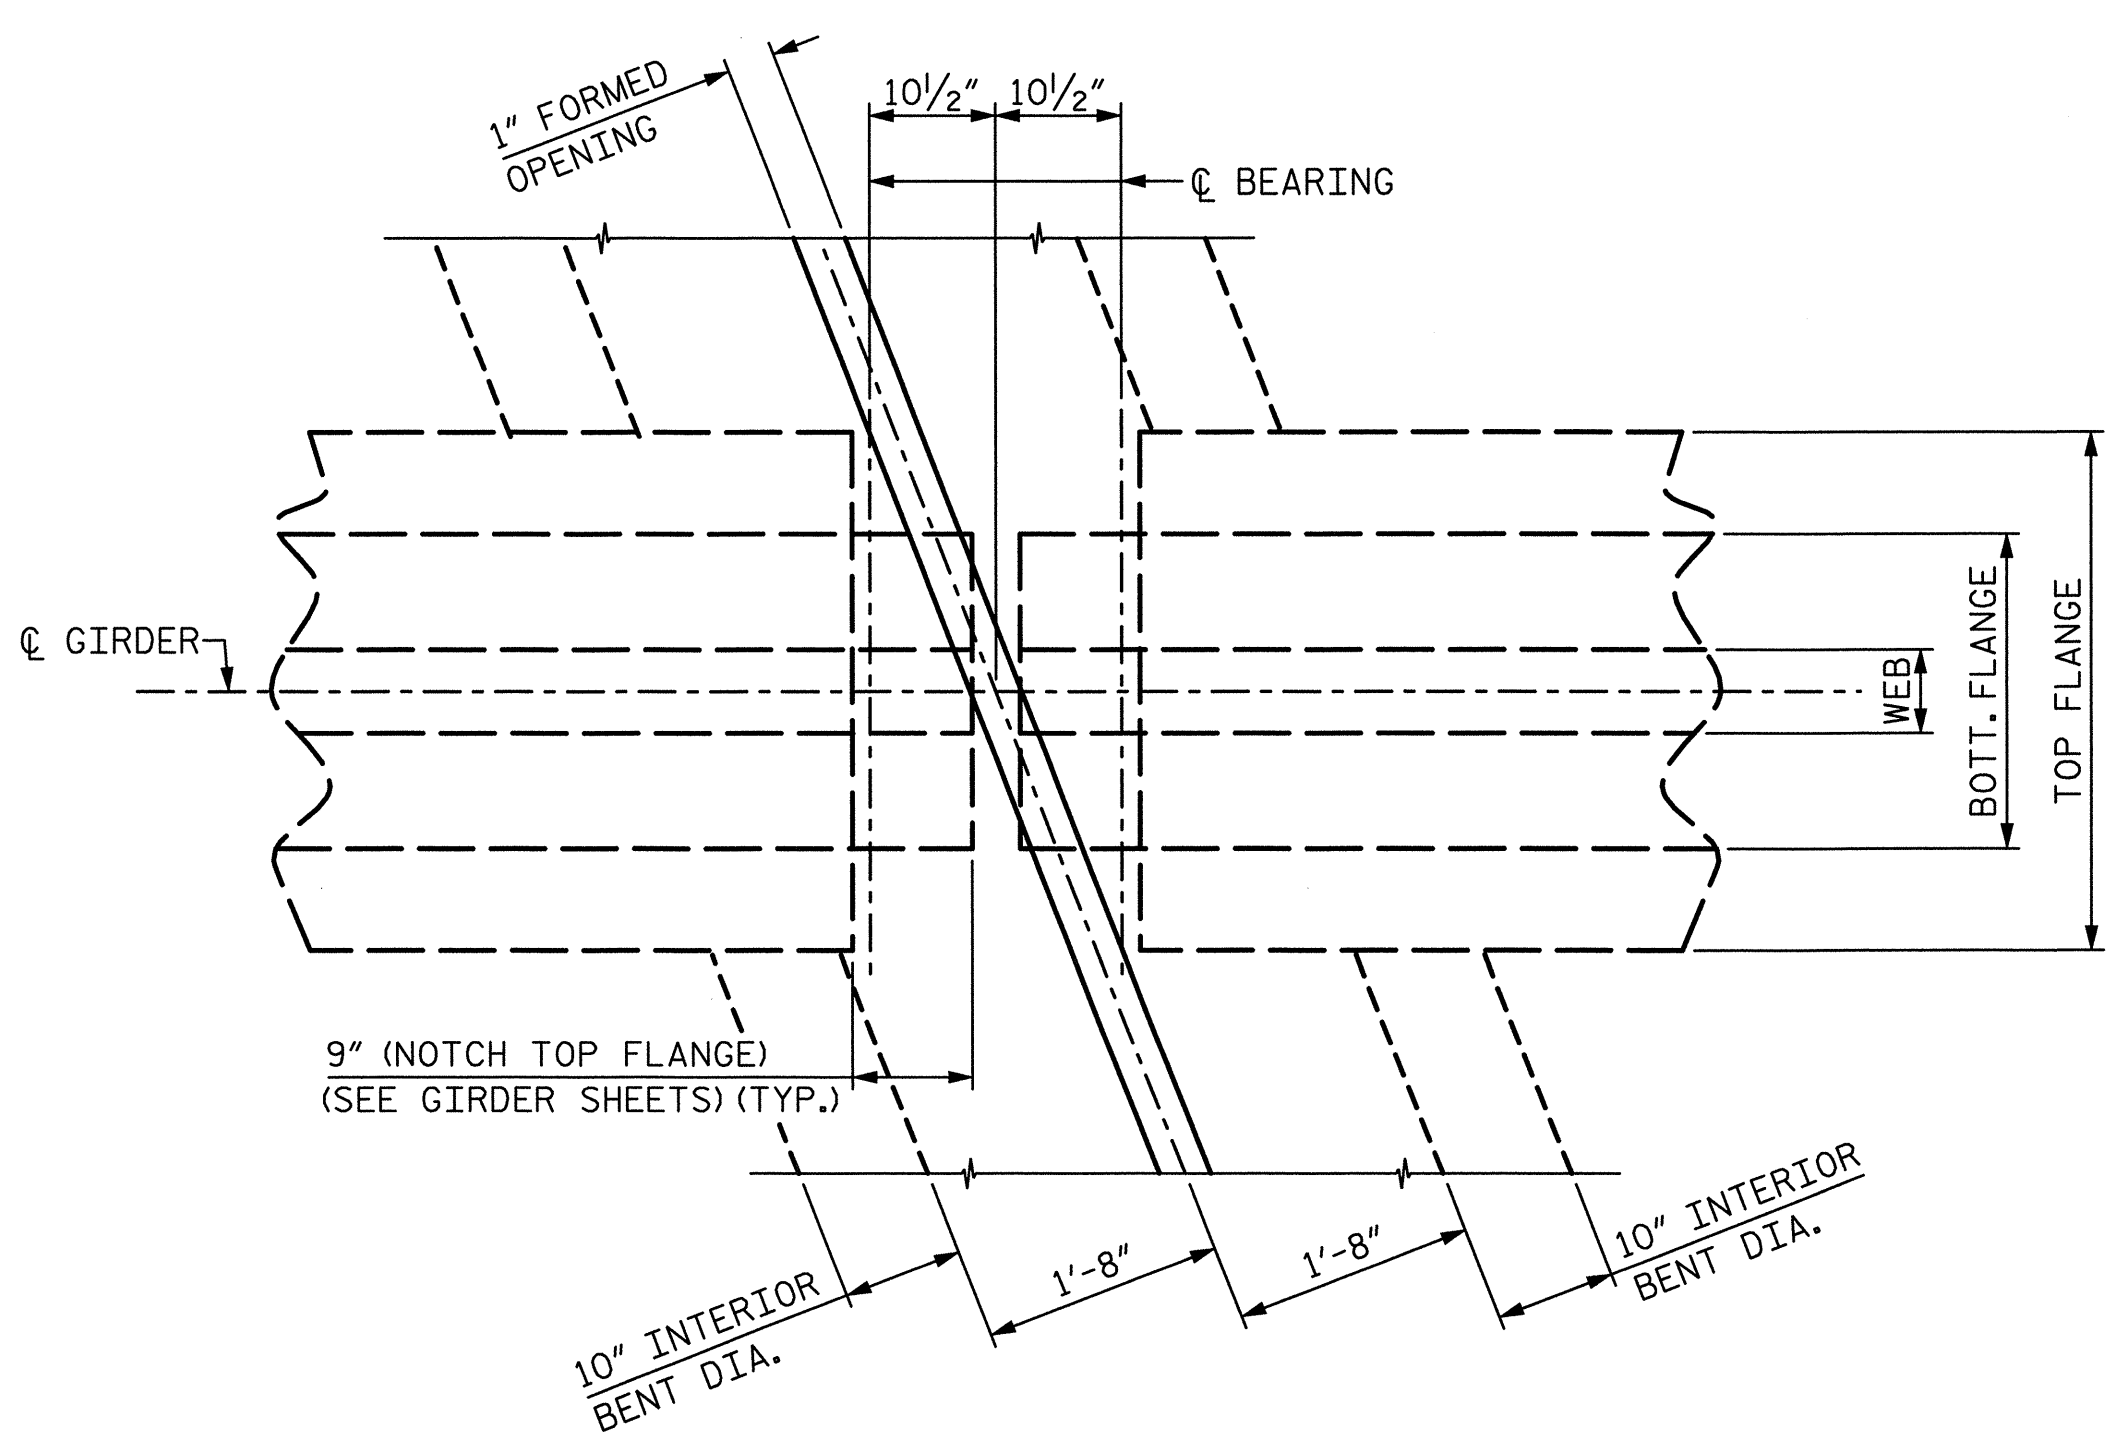 1" FORMED
OPENING
10½" 10½"
℄ BEARING
℄ GIRDER
WEB
BOTT. FLANGE
TOP FLANGE
9" (NOTCH TOP FLANGE)
(SEE GIRDER SHEETS) (TYP.)
10" INTERIOR
BENT DIA.
1'-8"
1'-8"
10" INTERIOR
BENT DIA.